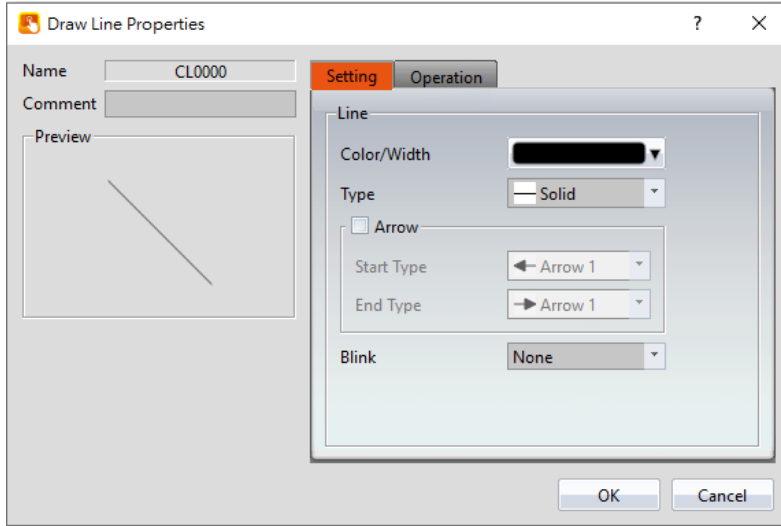 Draw Line Properties
Name CL0000
Comment
Preview
Setting Operation
Line
Color/Width
Type Solid
Arrow
Start Type Arrow 1
End Type Arrow 1
Blink None
OK Cancel